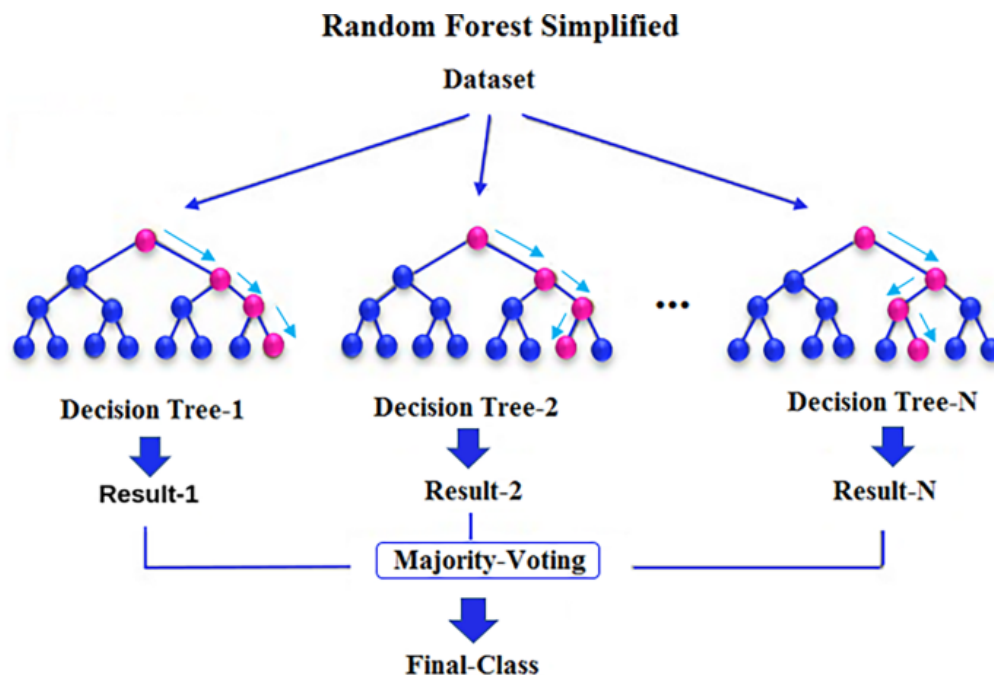 Random Forest Simplified
Dataset
...
Decision Tree-1
Decision Tree-2
Decision Tree-N
Result-1
Result-2
Result-N
Majority-Voting
Final-Class